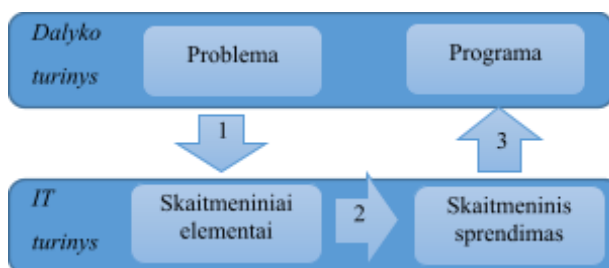 Dalyko
turinys
Problema
Programa
1
3
IT
turinys
Skaitmeniniai
elementai
2
Skaitmeninis
sprendimas